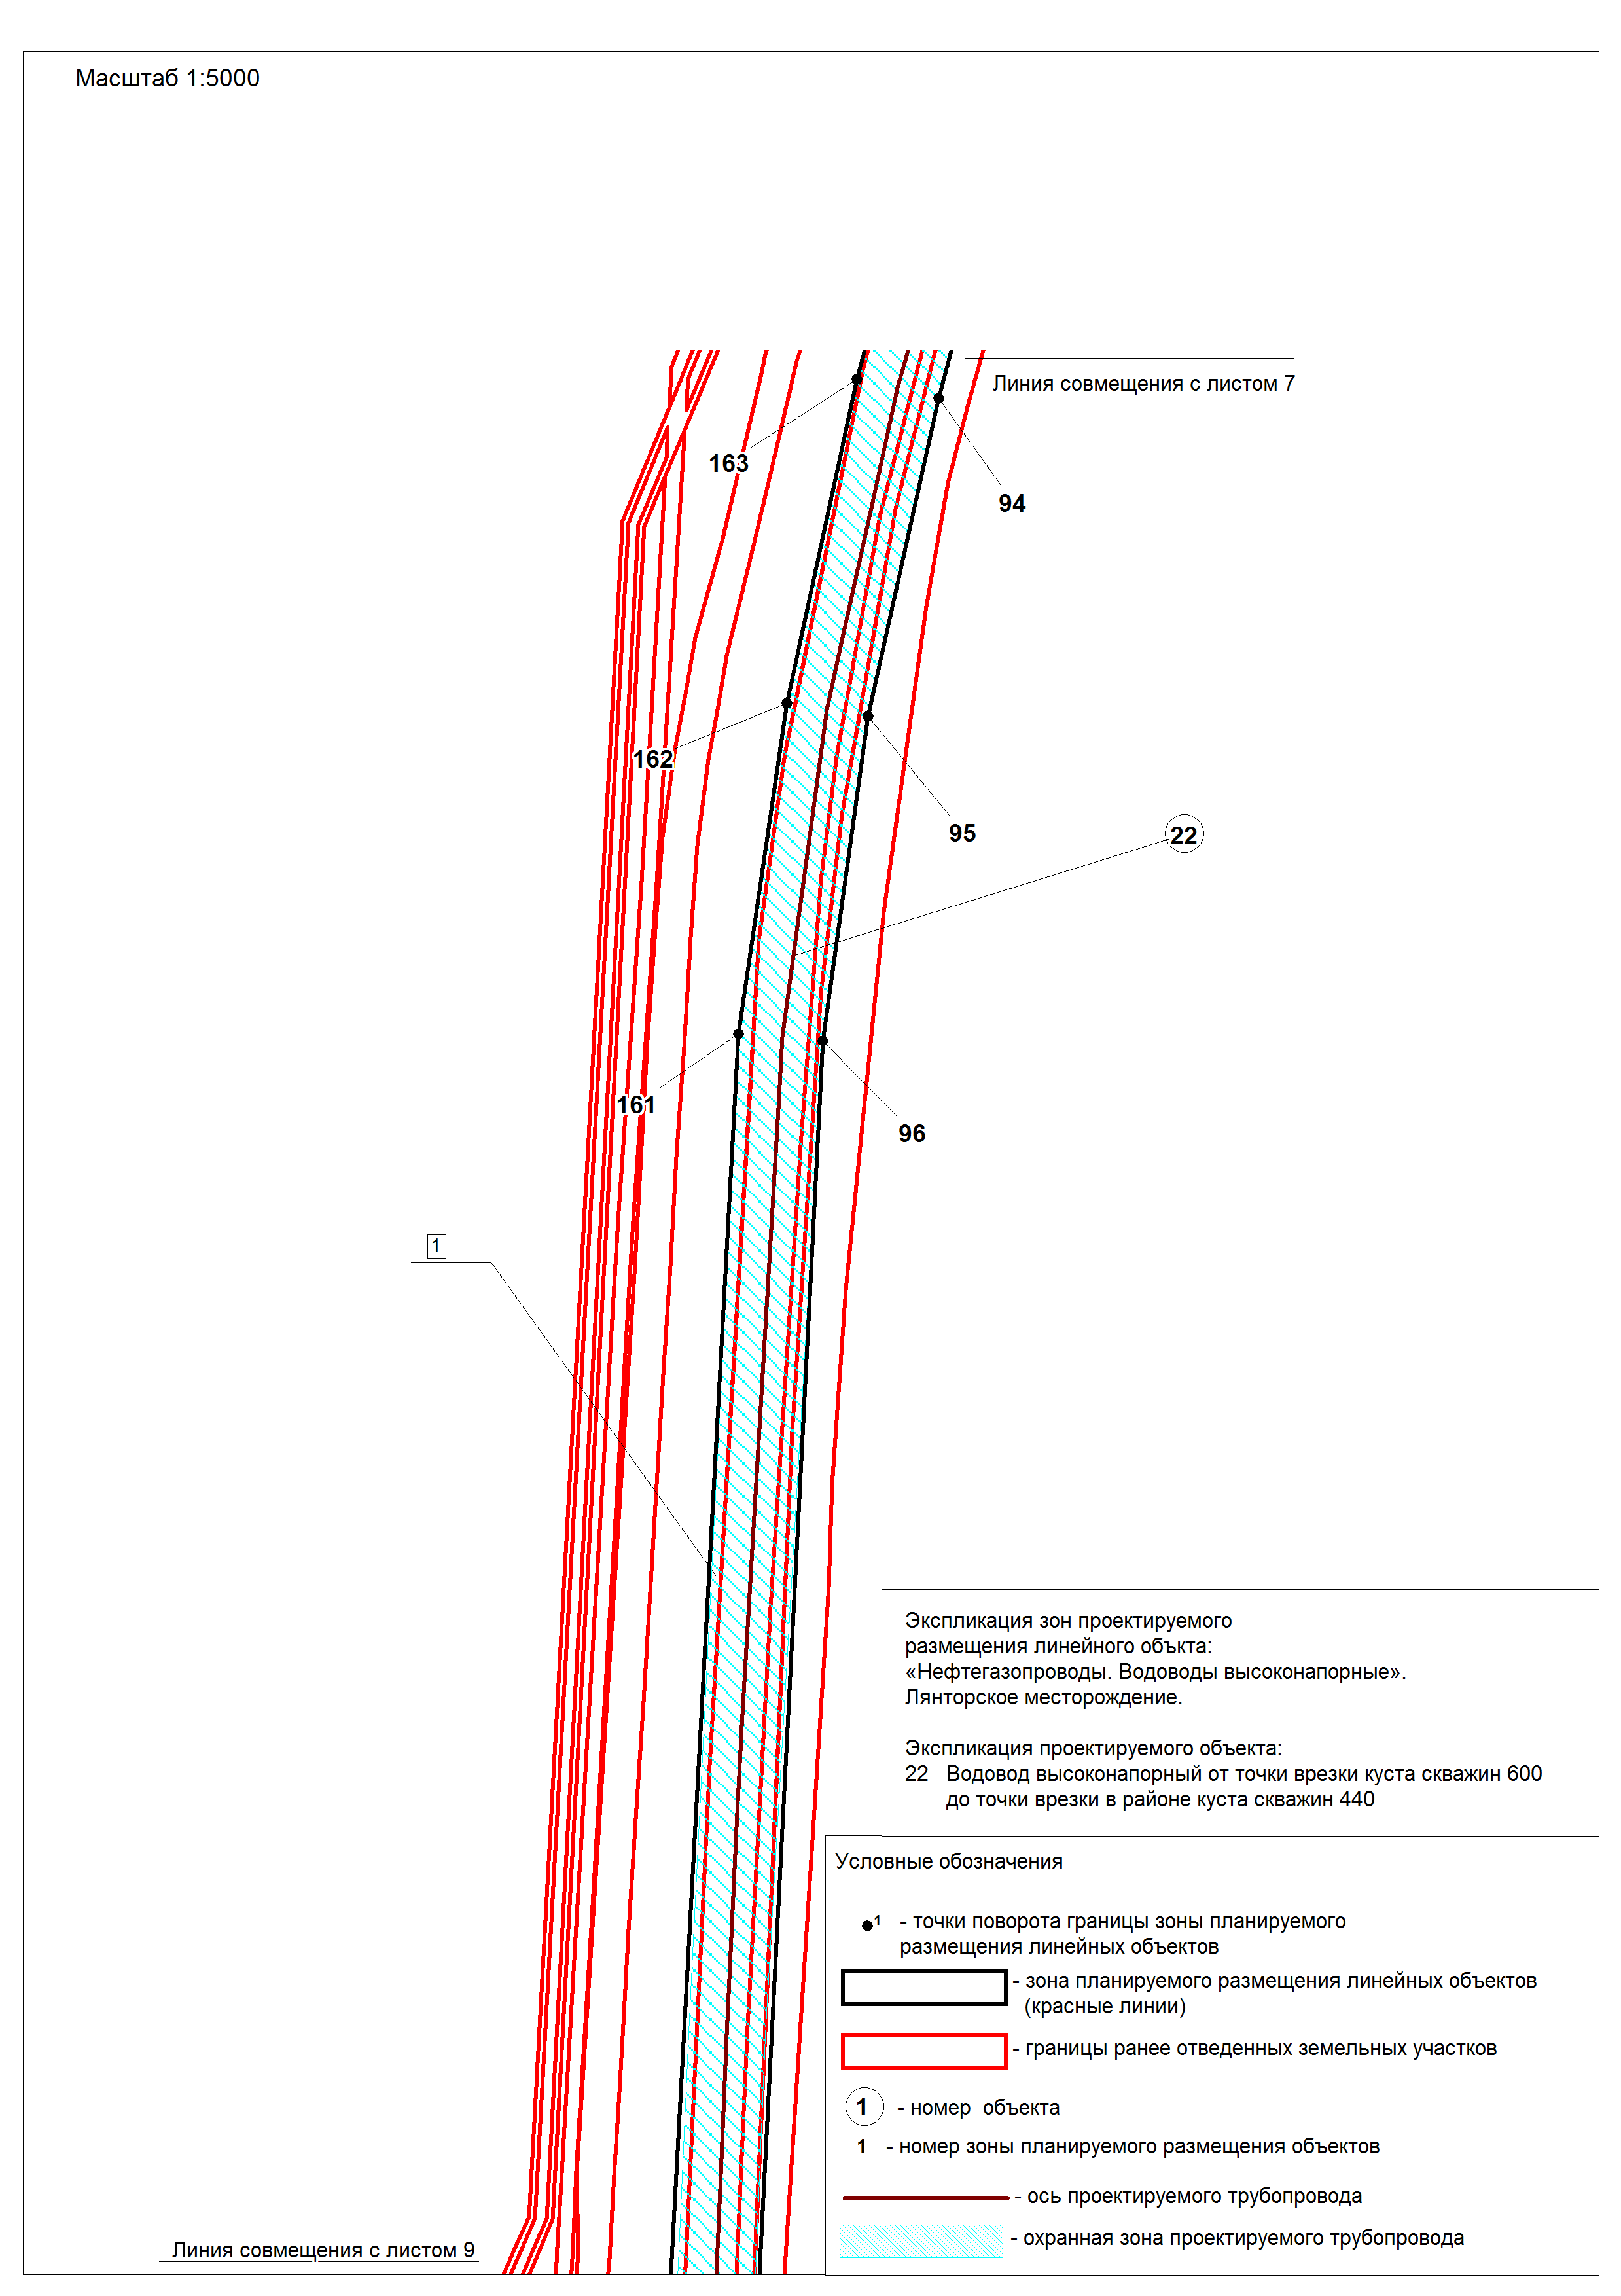 Масштаб 1:5000
Линия совмещения с листом 7
163
94
162
95
22
161
96
1
Экспликация зон проектируемого
размещения линейного объкта:
«Нефтегазопроводы. Водоводы высоконапорные».
Лянторское месторождение.
Экспликация проектируемого объекта:
22 Водовод высоконапорный от точки врезки куста скважин 600
до точки врезки в районе куста скважин 440
Условные обозначения
1 - точки поворота границы зоны планируемого
размещения линейных объектов
- зона планируемого размещения линейных объектов
(красные линии)
- границы ранее отведенных земельных участков
1 - номер объекта
1 - номер зоны планируемого размещения объектов
- ось проектируемого трубопровода
- охранная зона проектируемого трубопровода
Линия совмещения с листом 9